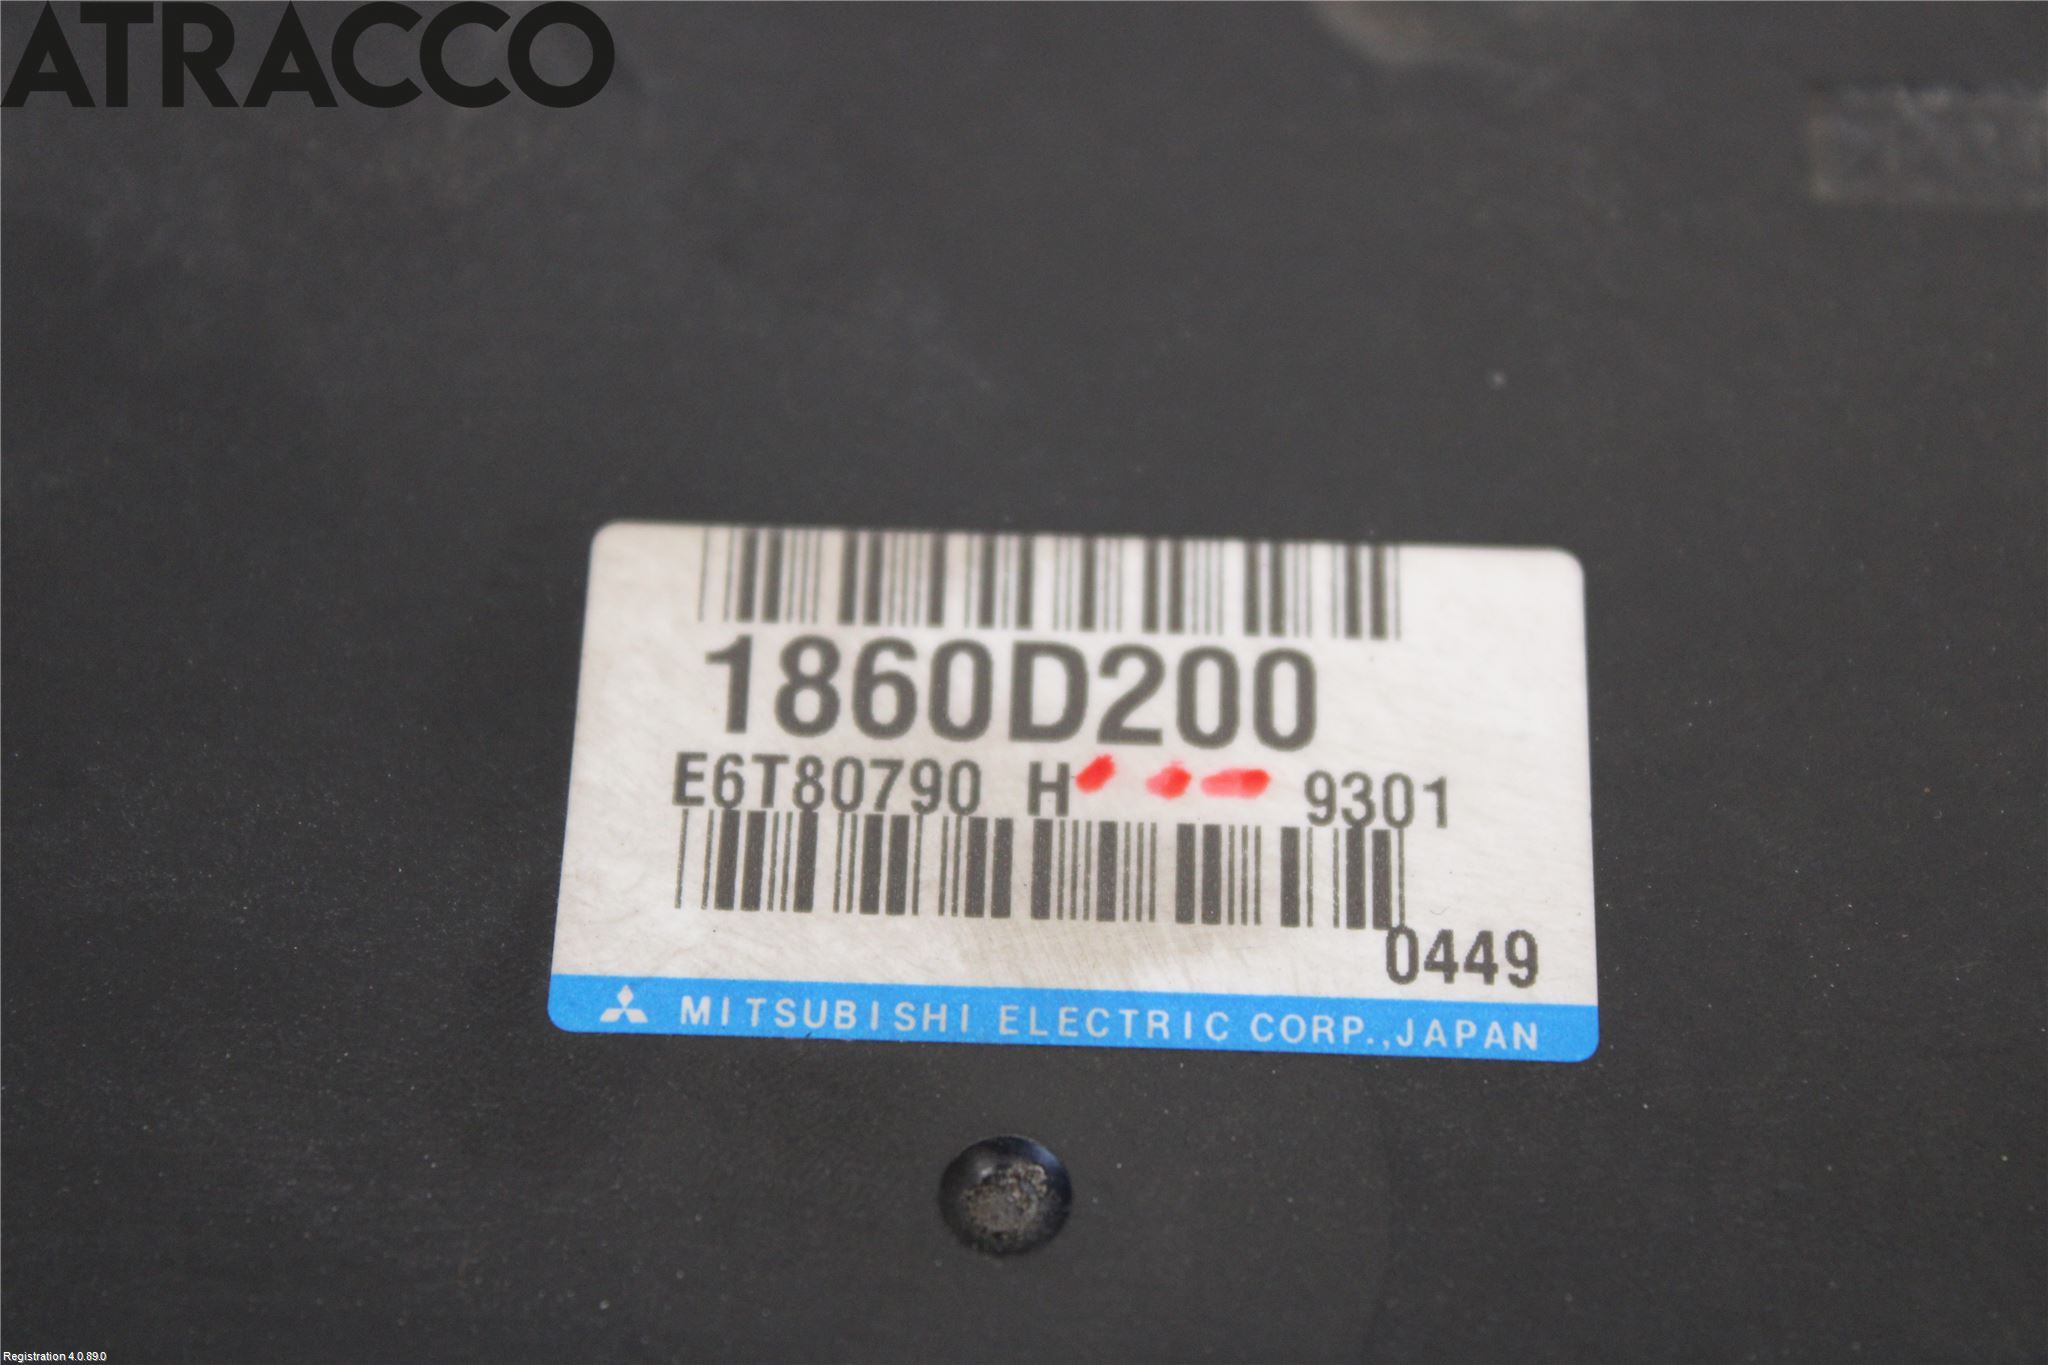 ATRACCO
1860D200
E6T80790 H 9301
0449
MITSUBISHI ELECTRIC CORP.,JAPAN
Registration 4.0.89.0